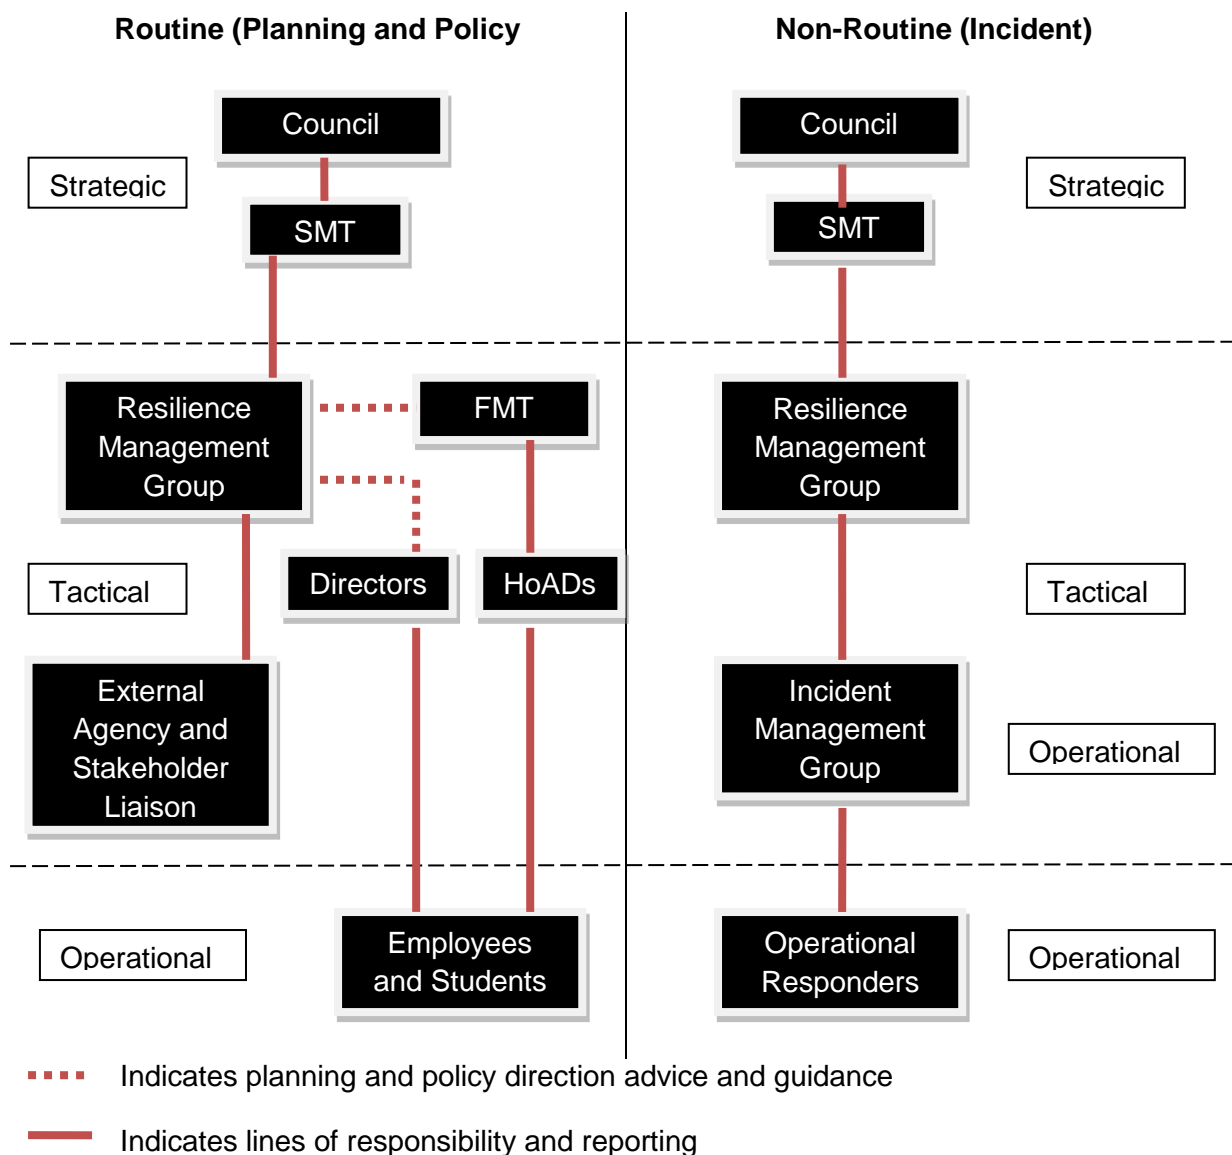 Routine (Planning and Policy
Council
Strategic
SMT
Resilience
Management
Group
FMT
Directors
HoADs
Tactical
External
Agency and
Stakeholder
Liaison
Operational
Employees
and Students
Non-Routine (Incident)
Council
Strategic
SMT
Resilience
Management
Group
Tactical
Incident
Management
Group
Operational
Operational
Responders
Operational
Indicates planning and policy direction advice and guidance
Indicates lines of responsibility and reporting